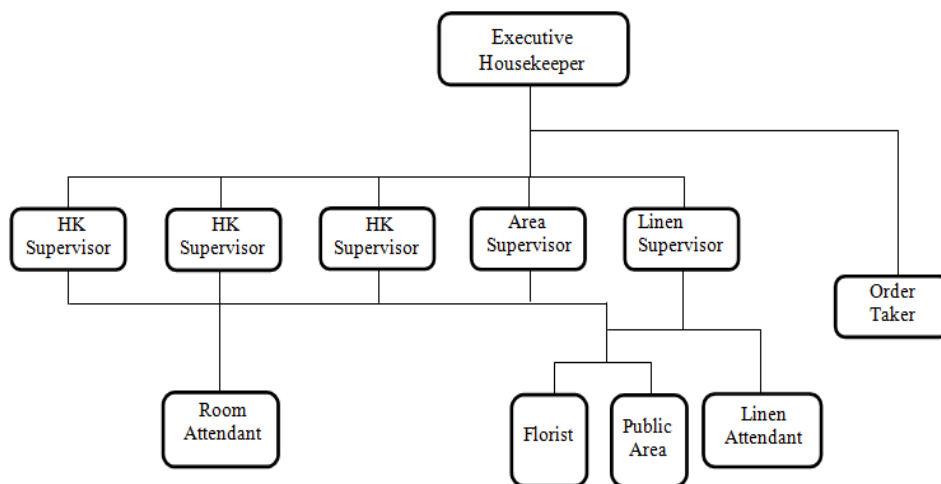 Executive
Housekeeper
HK
Supervisor
HK
Supervisor
HK
Supervisor
Area
Supervisor
Linen
Supervisor
Order
Taker
Room
Attendant
Florist
Public
Area
Linen
Attendant